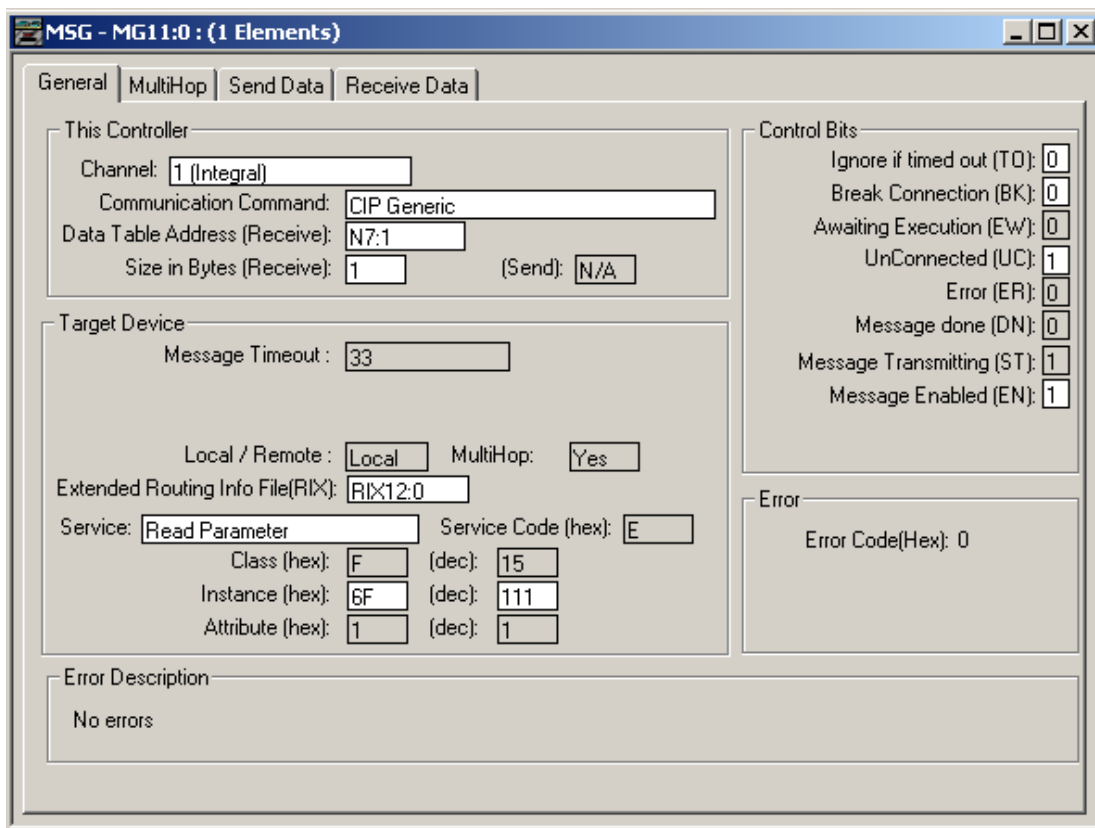 MSG - MG11:0 : (1 Elements)
General MultiHop Send Data Receive Data
This Controller
Channel: 1 (Integral)
Communication Command: CIP Generic
Data Table Address (Receive): N7:1
Size in Bytes (Receive): 1 (Send): N/A
Target Device
Message Timeout : 33
Local / Remote : Local MultiHop: Yes
Extended Routing Info File(RIX): RIX12:0
Service: Read Parameter Service Code (hex): E
Class (hex): F (dec): 15
Instance (hex): 6F (dec): 111
Attribute (hex): 1 (dec): 1
Control Bits
Ignore if timed out (TO): 0
Break Connection (BK): 0
Awaiting Execution (EW): 0
UnConnected (UC): 1
Error (ER): 0
Message done (DN): 0
Message Transmitting (ST): 1
Message Enabled (EN): 1
Error
Error Code(Hex): 0
Error Description
No errors